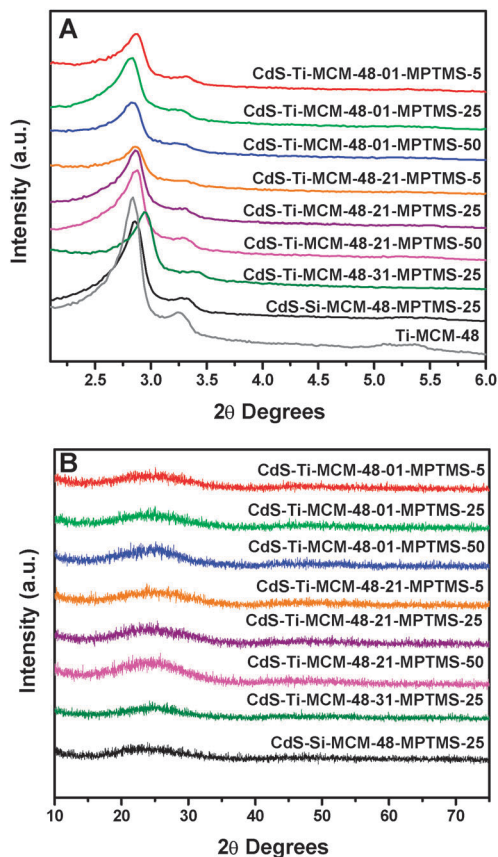 A
CdS-Ti-MCM-48-01-MPTMS-5
CdS-Ti-MCM-48-01-MPTMS-25
CdS-Ti-MCM-48-01-MPTMS-50
CdS-Ti-MCM-48-21-MPTMS-5
CdS-Ti-MCM-48-21-MPTMS-25
CdS-Ti-MCM-48-21-MPTMS-50
CdS-Ti-MCM-48-31-MPTMS-25
CdS-Si-MCM-48-MPTMS-25
Ti-MCM-48
Intensity (a.u.)
2.5 3.0 3.5 4.0 4.5 5.0 5.5 6.0
2θ Degrees
B
CdS-Ti-MCM-48-01-MPTMS-5
CdS-Ti-MCM-48-01-MPTMS-25
CdS-Ti-MCM-48-01-MPTMS-50
CdS-Ti-MCM-48-21-MPTMS-5
CdS-Ti-MCM-48-21-MPTMS-25
CdS-Ti-MCM-48-21-MPTMS-50
CdS-Ti-MCM-48-31-MPTMS-25
CdS-Si-MCM-48-MPTMS-25
Intensity (a.u.)
10 20 30 40 50 60 70
2θ Degrees